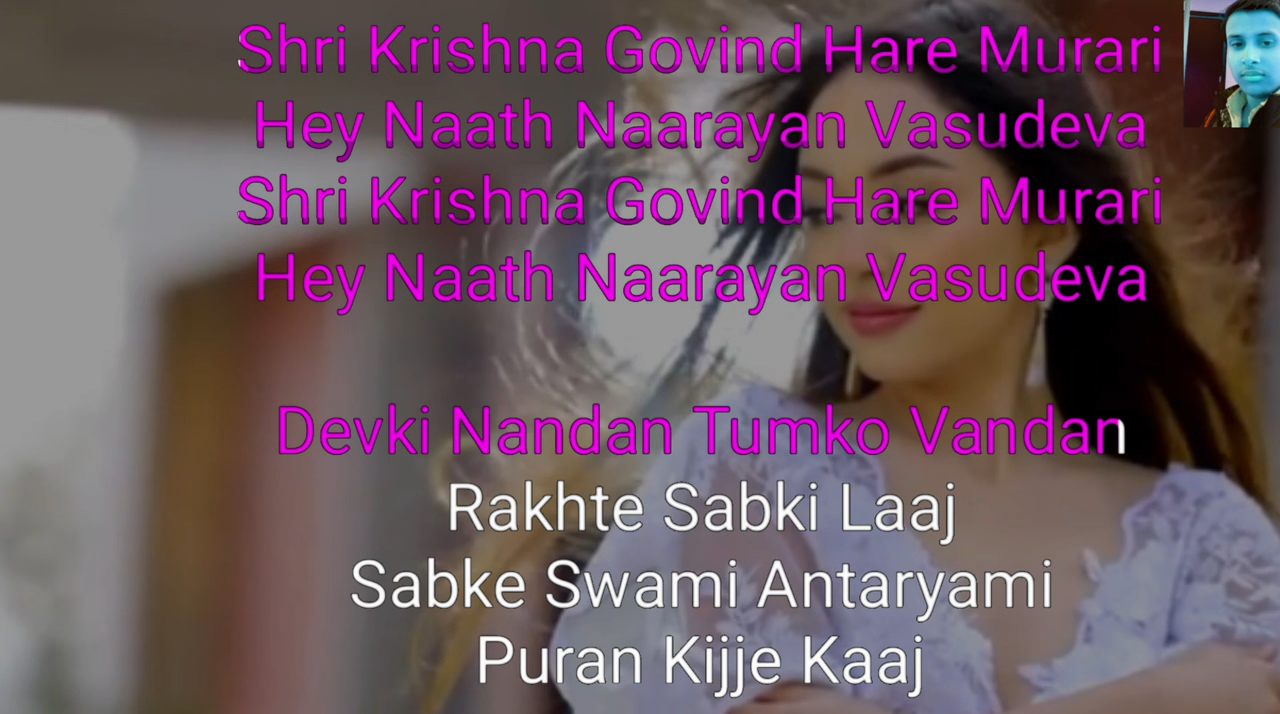 Shri Krishna Govind Hare Murari
Hey Naath Naarayan Vasudeva
Shri Krishna Govind Hare Murari
Hey Naath Naarayan Vasudeva
Devki Nandan Tumko Vandan
Rakhte Sabki Laaj
Sabke Swami Antaryami
Puran Kijje Kaaj